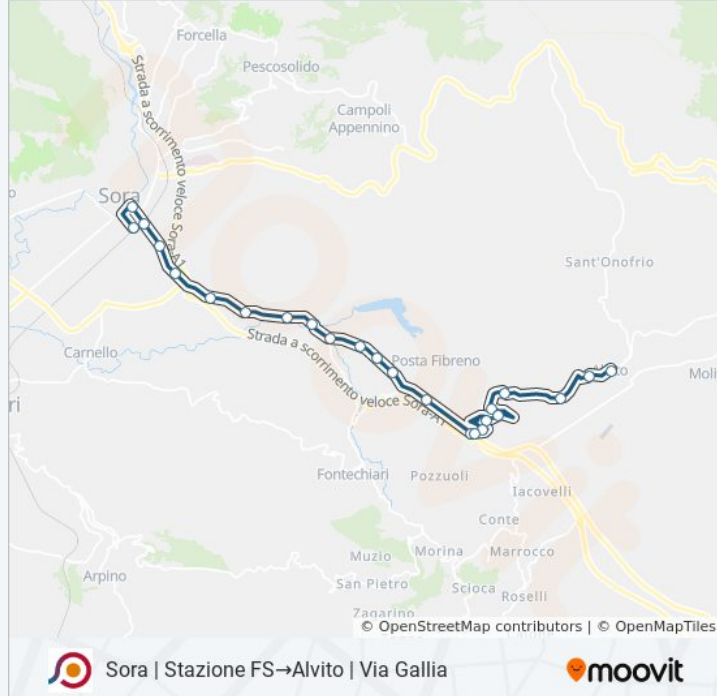 Forcella
Pescosolido
Campoli
Appennino
Strada a scorrimento veloce Sora-A1
Sora
Sant'Onofrio
Carnello
Posta Fibreno
Strada a scorrimento veloce Sora-A1
Fontechiari
Pozzuoli
Iacovelli
Conte
Muzio
Morina
Marrocco
Arpino
San Pietro
Scioca
Roselli
Zagarino
© OpenStreetMap contributors | © OpenMapTiles
Sora | Stazione FS→Alvito | Via Gallia
moovit